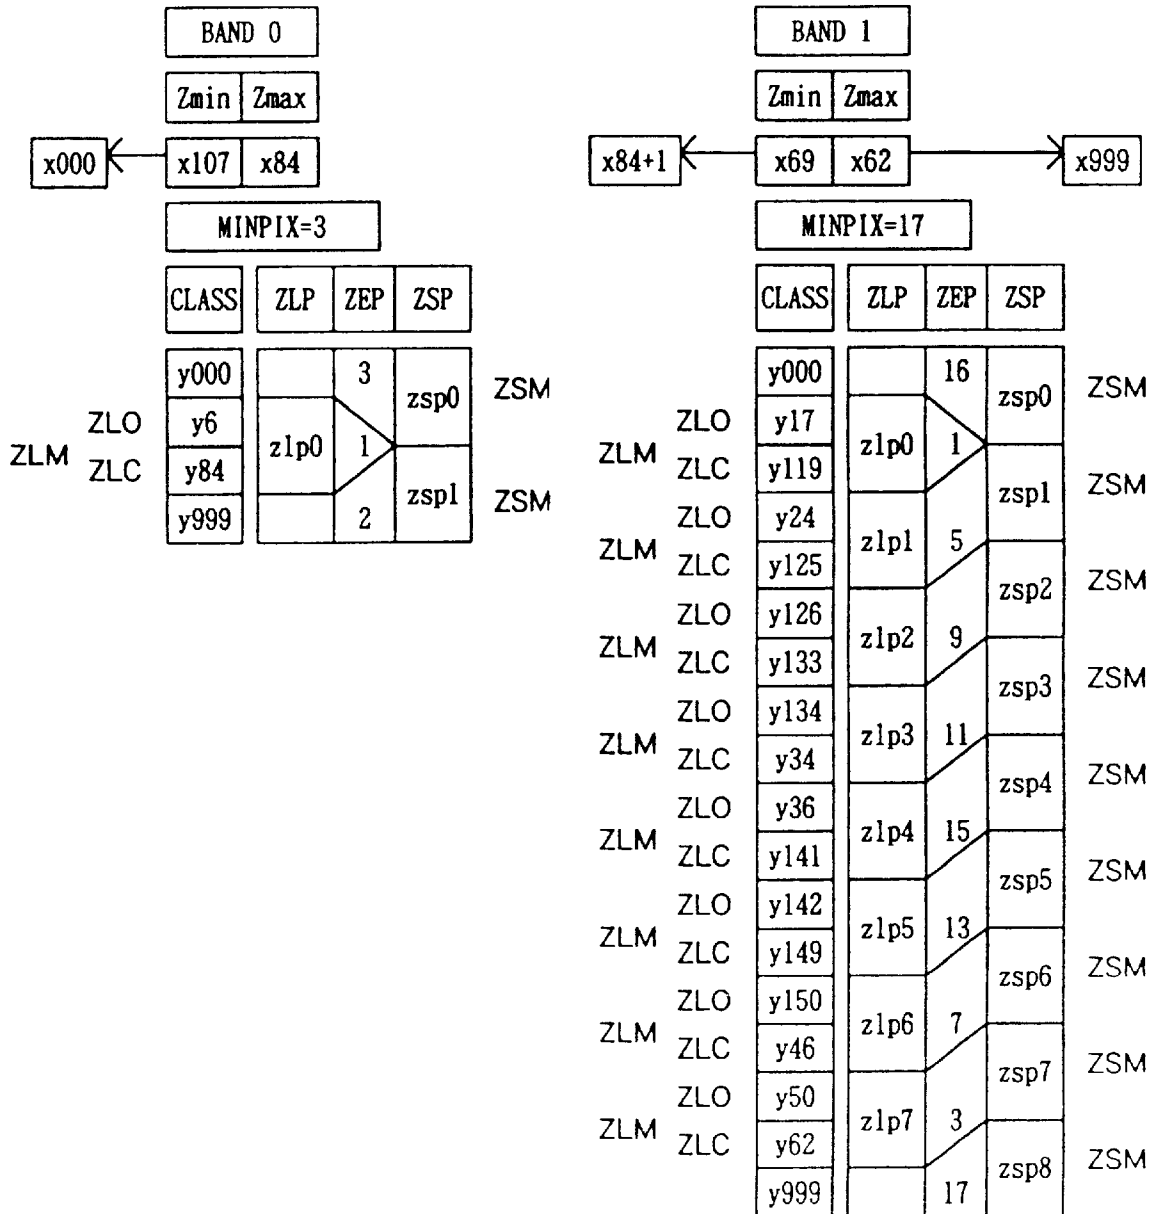 BAND 0
Zmin Zmax
x000 x107 x84
MINPIX=3
CLASS ZLP ZEP ZSP
y000 3 zsp0 ZSM
ZLO y6
ZLM zlp0 1
ZLC y84
zsp1 ZSM
y999 2
BAND 1
Zmin Zmax
x84+1 x69 x62 x999
MINPIX=17
CLASS ZLP ZEP ZSP
y000 16 zsp0 ZSM
ZLO y17
ZLM zlp0 1
ZLC y119
zsp1 ZSM
ZLO y24
ZLM zlp1 5
ZLC y125
zsp2 ZSM
ZLO y126
ZLM zlp2 9
ZLC y133
zsp3 ZSM
ZLO y134
ZLM zlp3 11
ZLC y34
zsp4 ZSM
ZLO y36
ZLM zlp4 15
ZLC y141
zsp5 ZSM
ZLO y142
ZLM zlp5 13
ZLC y149
zsp6 ZSM
ZLO y150
ZLM zlp6 7
ZLC y46
zsp7 ZSM
ZLO y50
ZLM zlp7 3
ZLC y62
zsp8 ZSM
y999 17